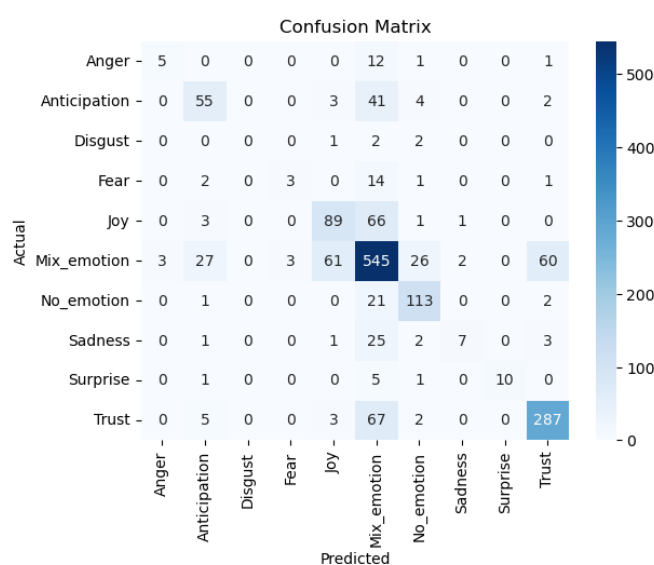 Confusion Matrix
Anger 5 0 0 0 0 12 1 0 0 1
Anticipation 0 55 0 0 3 41 4 0 0 2
Disgust 0 0 0 0 1 2 2 0 0 0
Fear 0 2 0 3 0 14 1 0 0 1
Joy 0 3 0 0 89 66 1 1 0 0
Mix_emotion 3 27 0 3 61 545 26 2 0 60
No_emotion 0 1 0 0 0 21 113 0 0 2
Sadness 0 1 0 0 1 25 2 7 0 3
Surprise 0 1 0 0 0 5 1 0 10 0
Trust 0 5 0 0 3 67 2 0 0 287
Actual
Anger Anticipation Disgust Fear Joy Mix_emotion No_emotion Sadness Surprise Trust
Predicted
500
400
300
200
100
0